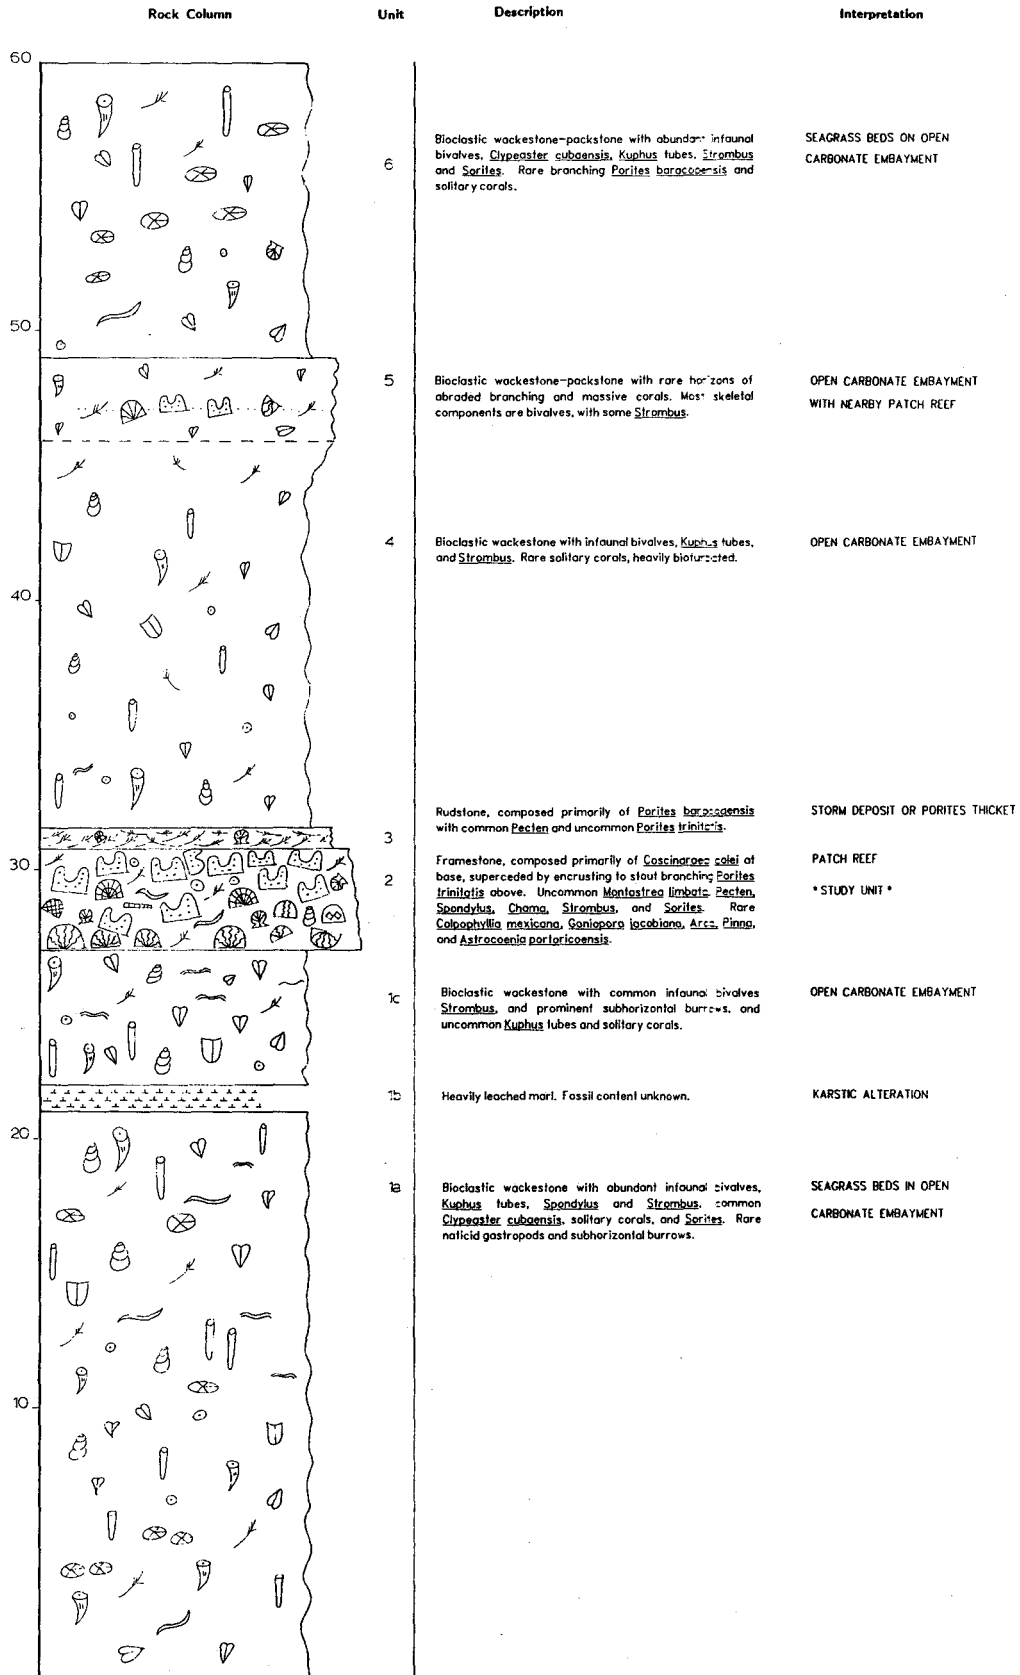 Rock Column Unit Description Interpretation
60
Bioclastic wackestone-packstone with abundant infaunal
bivalves, Clypeaster cubaensis, Kuphus tubes, Strombus
and Sorites. Rare branching Porites baracoaensis and
solitary corals.
6
SEAGRASS BEDS ON OPEN
CARBONATE EMBAYMENT
50
5
Bioclastic wackestone-packstone with rare horizons of
abraded branching and massive corals. Most skeletal
components are bivalves, with some Strombus.
OPEN CARBONATE EMBAYMENT
WITH NEARBY PATCH REEF
4
Bioclastic wackestone with infaunal bivalves, Kuphus tubes,
and Strombus. Rare solitary corals, heavily bioturbated.
OPEN CARBONATE EMBAYMENT
40
Rudstone, composed primarily of Porites baracoaensis
with common Pecten and uncommon Porites trinitatis.
3
STORM DEPOSIT OR PORITES THICKET
30
2
Framestone, composed primarily of Coscinaraea colei at
base, superceded by encrusting to stout branching Porites
trinitatis above. Uncommon Montastrea limbata, Pecten,
Spondylus, Chama, Strombus, and Sorites. Rare
Colpophyllia mexicana, Goniopora jacobiana, Arca, Pinna,
and Astrocoenia portoricoensis.
PATCH REEF
* STUDY UNIT *
1c
Bioclastic wackestone with common infaunal bivalves
Strombus, and prominent subhorizontal burrows, and
uncommon Kuphus tubes and solitary corals.
OPEN CARBONATE EMBAYMENT
1b
Heavily leached marl. Fossil content unknown.
KARSTIC ALTERATION
20
1a
Bioclastic wackestone with abundant infaunal bivalves,
Kuphus tubes, Spondylus and Strombus, common
Clypeaster cubaensis, solitary corals, and Sorites. Rare
naticid gastropods and subhorizontal burrows.
SEAGRASS BEDS IN OPEN
CARBONATE EMBAYMENT
10